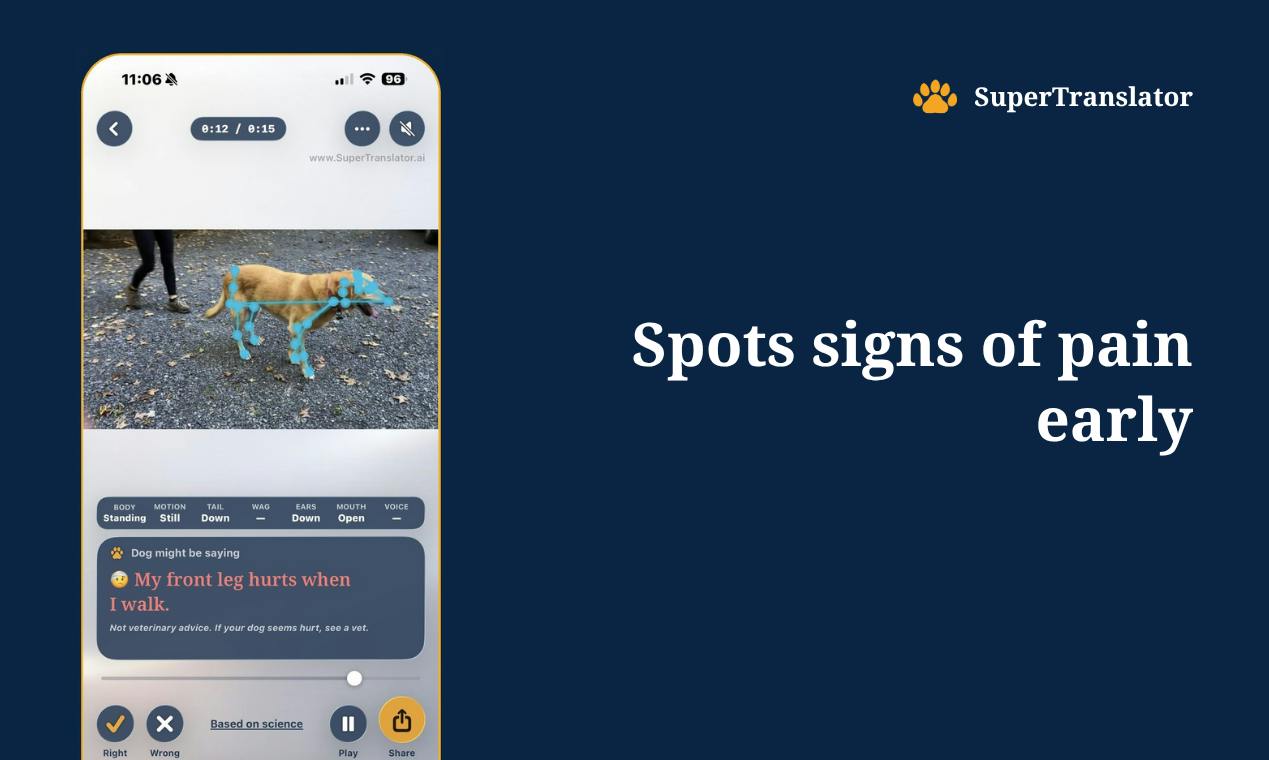 11:06
96
0:12 / 0:15
www.SuperTranslator.ai
BODY MOTION TAIL WAG EARS MOUTH VOICE
Standing Still Down — Down Open —
Dog might be saying
🤕 My front leg hurts when
I walk.
Not veterinary advice. If your dog seems hurt, see a vet.
Based on science
Right Wrong Play Share
SuperTranslator
Spots signs of pain
early